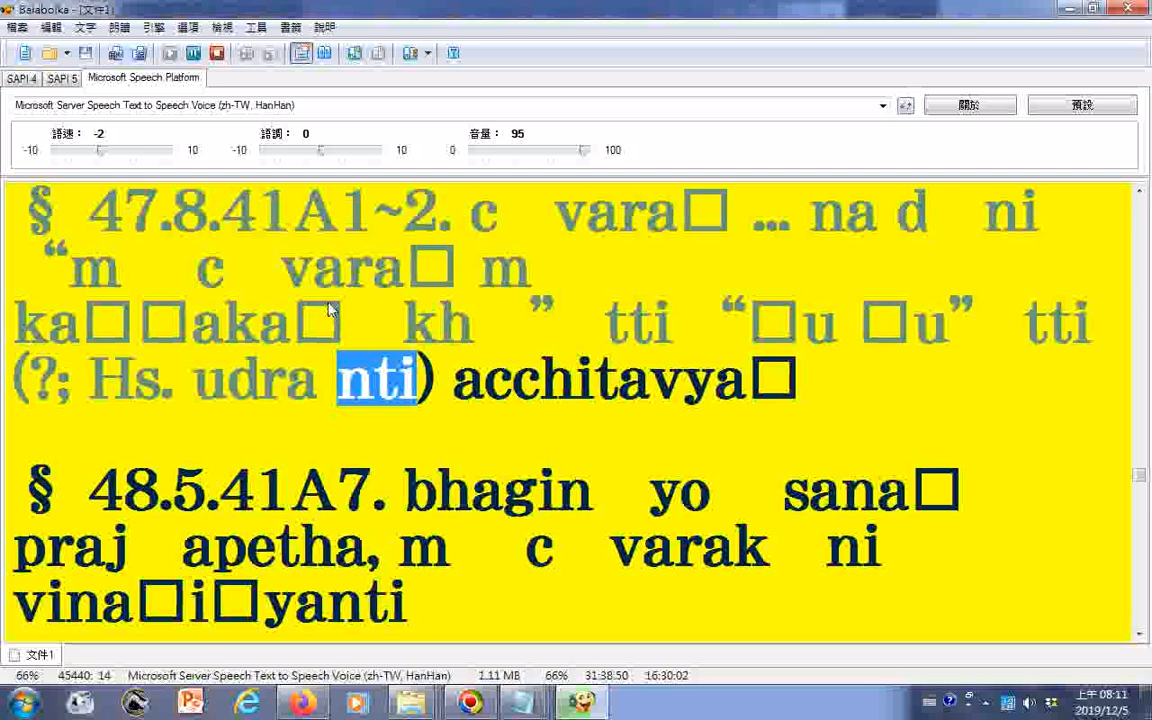 Balabolka - [文件1]
檔案 編輯 文字 朗讀 引擎 選項 檢視 工具 書籤 說明
SAPI 4 SAPI 5 Microsoft Speech Platform
Microsoft Server Speech Text to Speech Voice (zh-TW, HanHan) 關於 預設
語速： -2 語調： 0 音量： 95
-10 10 -10 10 0 100
§ 47.8.41A1~2. c vara□ ... na d ni
“m c vara□ m
ka□□aka□ kh ” tti “□u □u” tti
(?; Hs. udra nti) acchitavya□
§ 48.5.41A7. bhagin yo sana□
praj apetha, m c varak ni
vina□i□yanti
文件1
66% 45440: 14 Microsoft Server Speech Text to Speech Voice (zh-TW, HanHan) 1.11 MB 66% 31:38.50 16:30:02
上午 08:11
2019/12/5